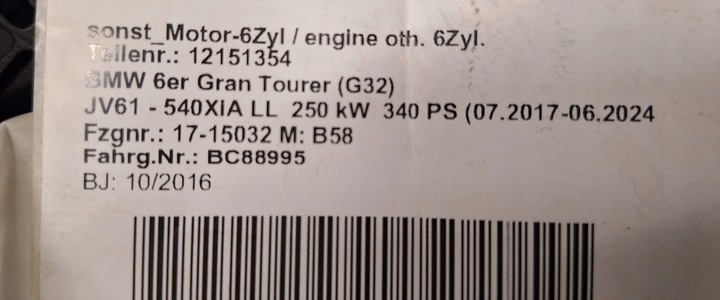 sonst_Motor-6Zyl / engine oth. 6Zyl.
Teilenr.: 12151354
BMW 6er Gran Tourer (G32)
JV61 - 540XIA LL 250 kW 340 PS (07.2017-06.2024
Fzgnr.: 17-15032 M: B58
Fahrg.Nr.: BC88995
BJ: 10/2016